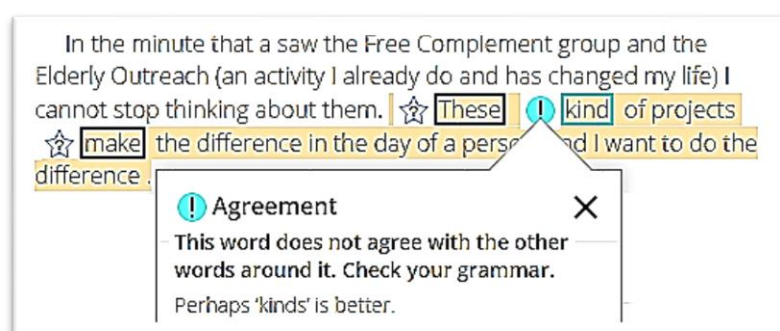 In the minute that a saw the Free Complement group and the
Elderly Outreach (an activity I already do and has changed my life) I
cannot stop thinking about them. These kind of projects
make the difference in the day of a perso nd I want to do the
difference .
Agreement
This word does not agree with the other
words around it. Check your grammar.
Perhaps 'kinds' is better.